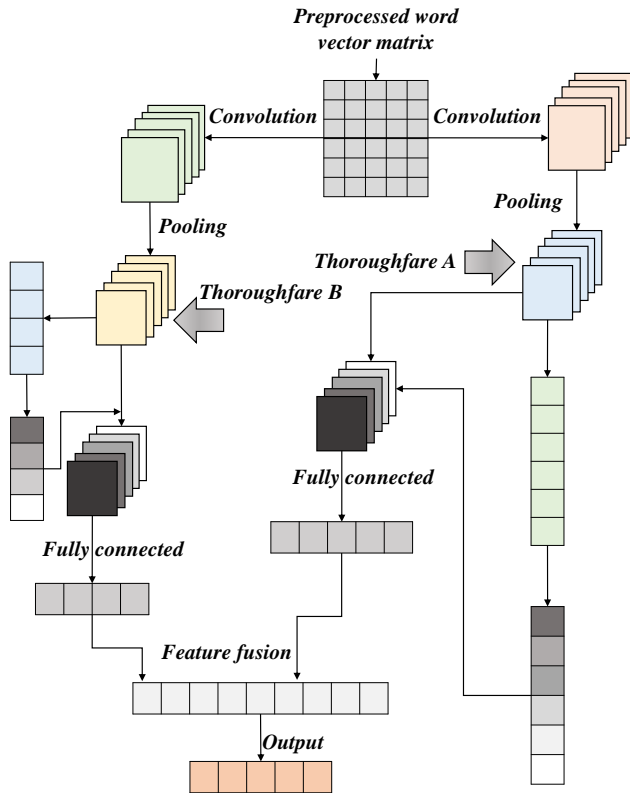 Preprocessed word
vector matrix
Convolution
Convolution
Pooling
Pooling
Thoroughfare A
Thoroughfare B
Fully connected
Fully connected
Feature fusion
Output